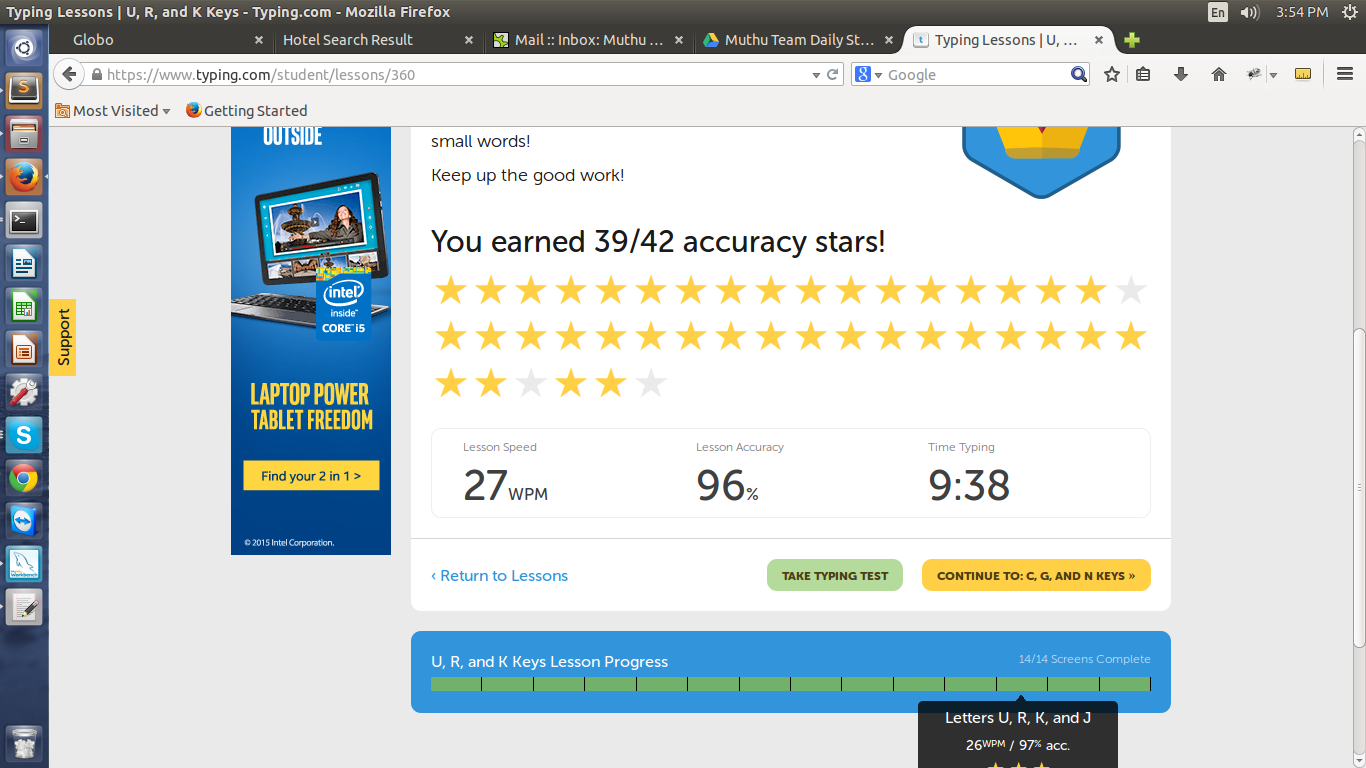 Typing Lessons | U, R, and K Keys - Typing.com - Mozilla Firefox
En
3:54 PM
Globo
Hotel Search Result
Mail :: Inbox: Muthu ...
Muthu Team Daily St...
Typing Lessons | U, ...
https://www.typing.com/student/lessons/360
Google
Most Visited
Getting Started
Support
OUTSIDE
intel
inside™
CORE™ i5
LAPTOP POWER
TABLET FREEDOM
Find your 2 in 1 >
© 2015 Intel Corporation.
small words!
Keep up the good work!
You earned 39/42 accuracy stars!
Lesson Speed
27 WPM
Lesson Accuracy
96%
Time Typing
9:38
‹ Return to Lessons
TAKE TYPING TEST
CONTINUE TO: C, G, AND N KEYS »
U, R, and K Keys Lesson Progress
14/14 Screens Complete
Letters U, R, K, and J
26WPM / 97% acc.